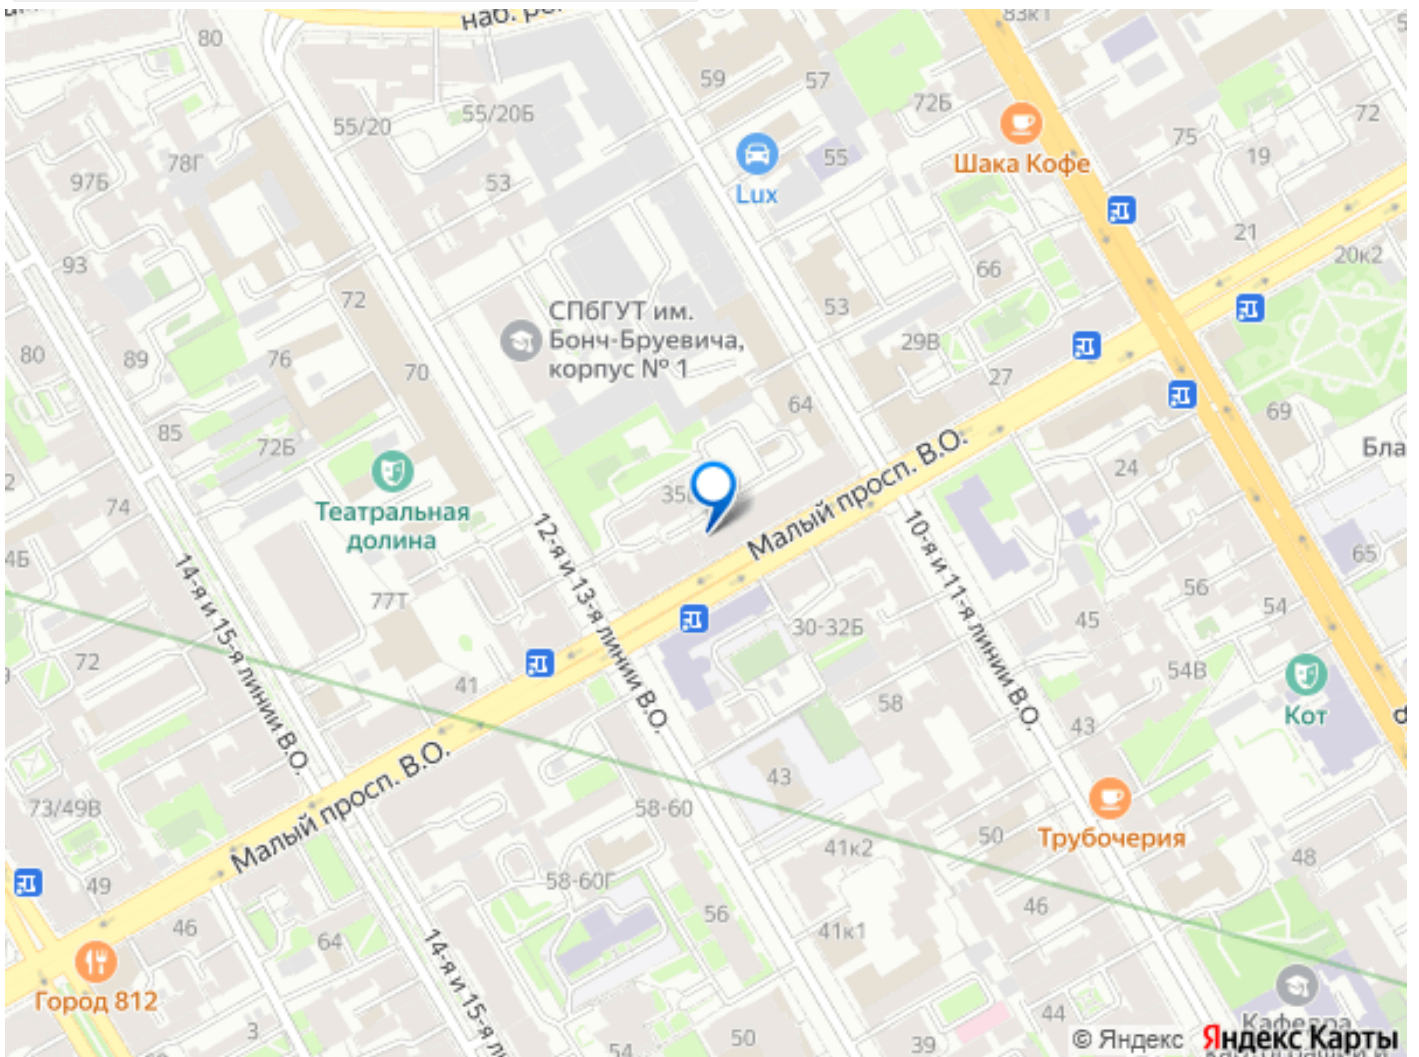 наб. ре
83к1
80
59
57
72Б
55/20
55/20Б
72
75
Шака Кофе
19
78Г
97Б
53
55
Lux
21
20к2
93
66
72
СПбГУТ им.
Бонч-Бруевича,
корпус № 1
53
29В
80
89
76
70
27
64
69
85
72Б
Бла
24
2
74
Театральная
долина
Малый просп. В.О.
12-я и 13-я линии В.О.
10-я и 11-я линии В.О.
14-я и 15-я линии В.О.
4Б
65
77Т
56
54
45
30-32Б
72
41
54В
58
Кот
43
Малый просп. В.О.
43
73/49В
58-60
Трубочерия
50
41к2
48
49
58-60Г
46
56
46
64
41к1
14-я и 15-я л
Город 812
3
44
50
54
39
Кафедра
© Яндекс Яндекс Карты